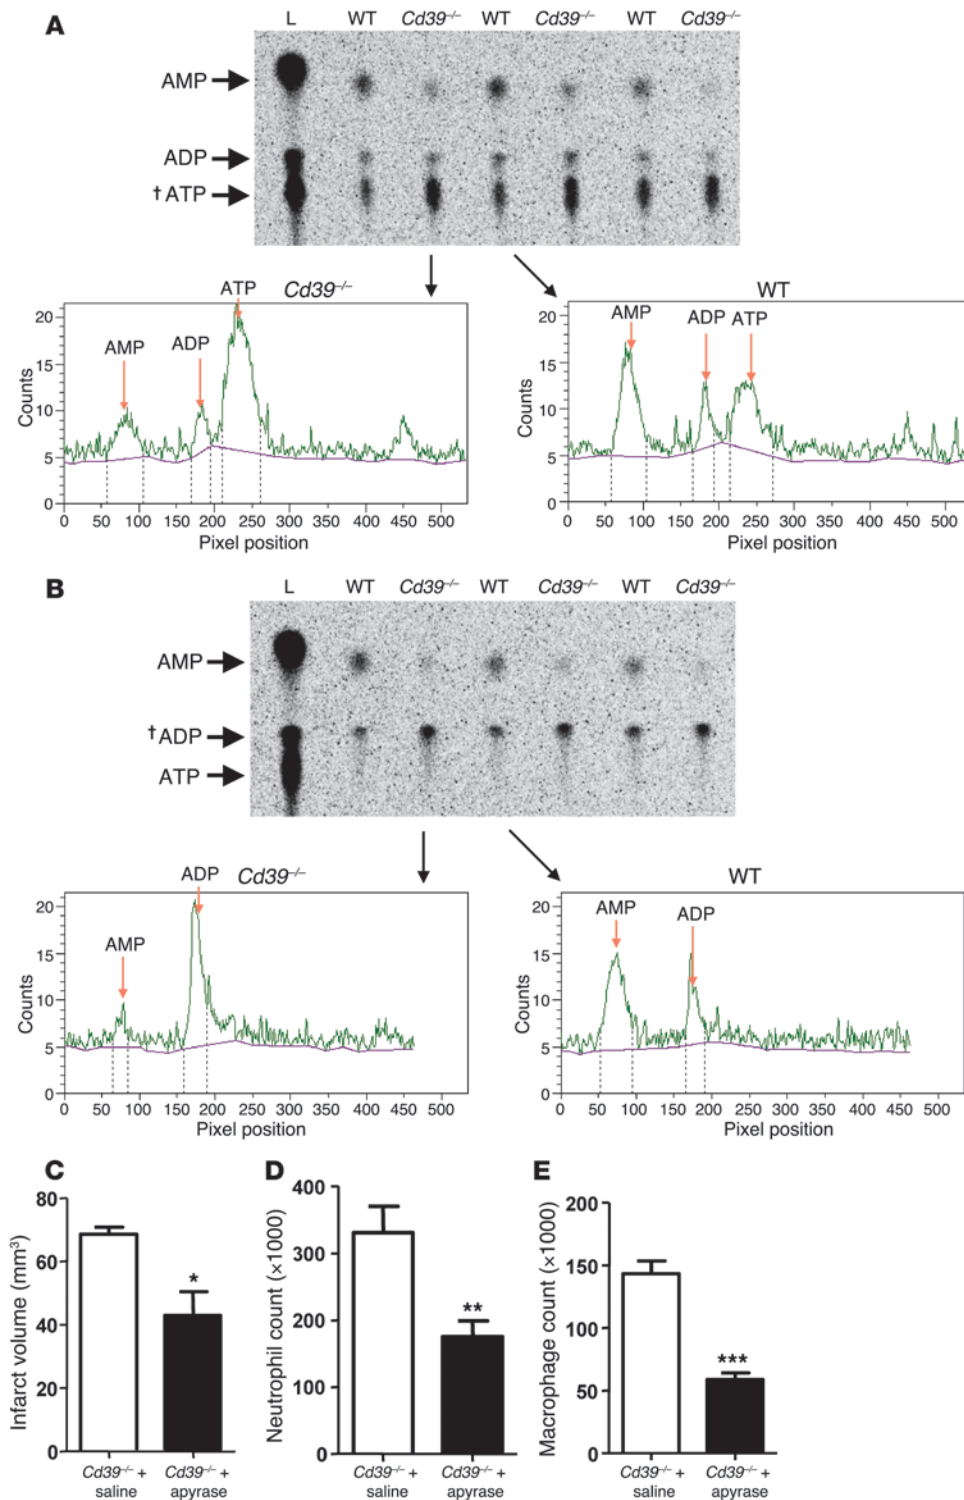 A
L WT Cd39⁻/⁻ WT Cd39⁻/⁻ WT Cd39⁻/⁻
AMP
ADP
†ATP
Cd39⁻/⁻
ATP
AMP
ADP
Counts
20
15
10
5
0
0 50 100 150 200 250 300 350 400 450 500
Pixel position
WT
AMP
ADP ATP
Counts
20
15
10
5
0
0 50 100 150 200 250 300 350 400 450 500
Pixel position
B
L WT Cd39⁻/⁻ WT Cd39⁻/⁻ WT Cd39⁻/⁻
AMP
†ADP
ATP
Cd39⁻/⁻
ADP
AMP
Counts
20
15
10
5
0
0 50 100 150 200 250 300 350 400 450 500
Pixel position
WT
AMP
ADP
Counts
20
15
10
5
0
0 50 100 150 200 250 300 350 400 450 500
Pixel position
C
Infarct volume (mm³)
80
60
40
20
0
*
Cd39⁻/⁻ +
saline
Cd39⁻/⁻ +
apyrase
D
Neutrophil count (×1000)
400
300
200
100
0
**
Cd39⁻/⁻ +
saline
Cd39⁻/⁻ +
apyrase
E
Macrophage count (×1000)
200
150
100
50
0
***
Cd39⁻/⁻ +
saline
Cd39⁻/⁻ +
apyrase